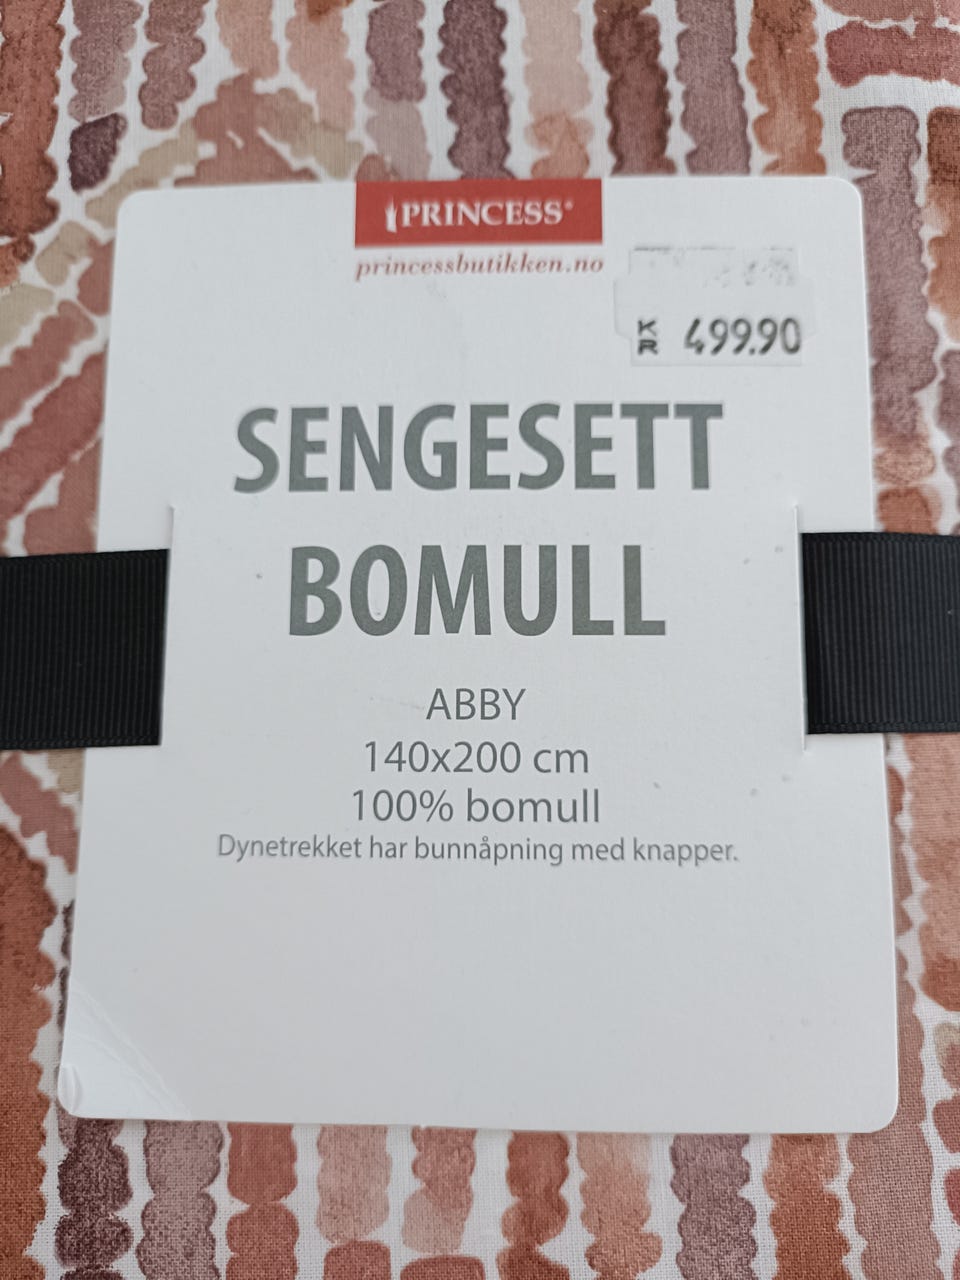 PRINCESS®
princessbutikken.no
KR 499.90
SENGESETT
BOMULL
ABBY
140x200 cm
100% bomull
Dynetrekket har bunnåpning med knapper.